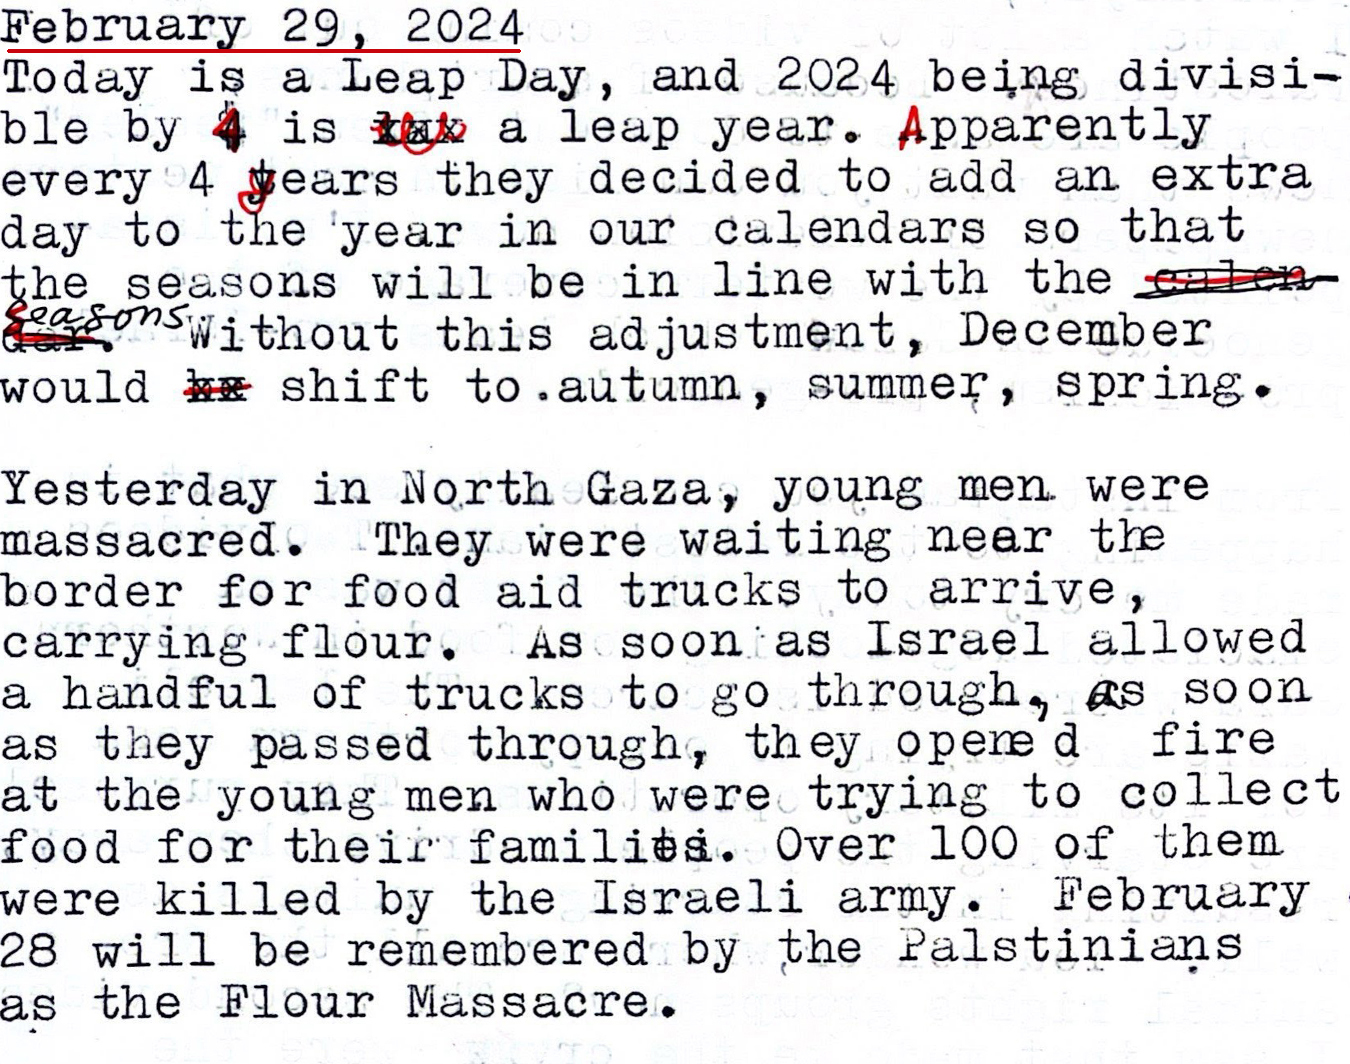 February 29, 2024
Today is a Leap Day, and 2024 being divisi-
ble by 4 is a leap year. Apparently
every 4 years they decided to add an extra
day to the year in our calendars so that
the seasons will be in line with the calen-
seasons
dar. Without this adjustment, December
would shift to.autumn, summer, spring.
Yesterday in North Gaza, young men were
massacred. They were waiting near the
border for food aid trucks to arrive,
carrying flour. As soon as Israel allowed
a handful of trucks to go through, as soon
as they passed through, they opened fire
at the young men who were trying to collect
food for their families. Over 100 of them
were killed by the Israeli army. February
28 will be remembered by the Palstinians
as the Flour Massacre.